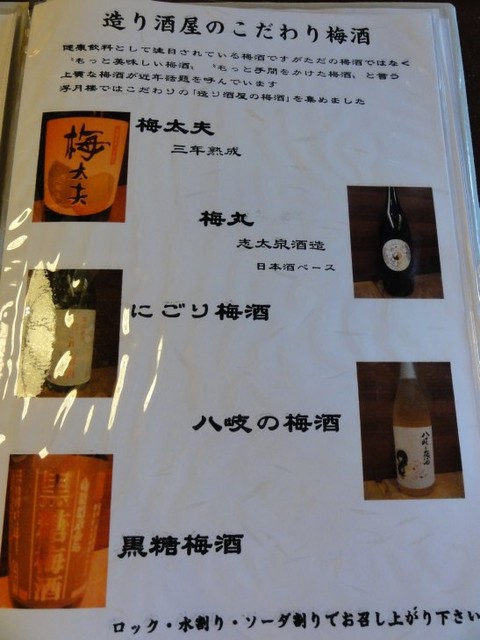 造り酒屋のこだわり梅酒
健康飲料として注目されている梅酒ですがただの梅酒ではなく
〝もっと美味しい梅酒〟〝もっと手間をかけた梅酒〟と言う
上質な梅酒が近年話題を呼んでいます
浮月楼ではこだわりの「造り酒屋の梅酒」を集めました
梅太夫
三年熟成
梅太夫
梅丸
志太泉酒造
日本酒ベース
にごり梅酒
八岐の梅酒
八岐の梅酒
黒糖梅酒
黒糖梅酒
ロック・水割り・ソーダ割りでお召し上がり下さい